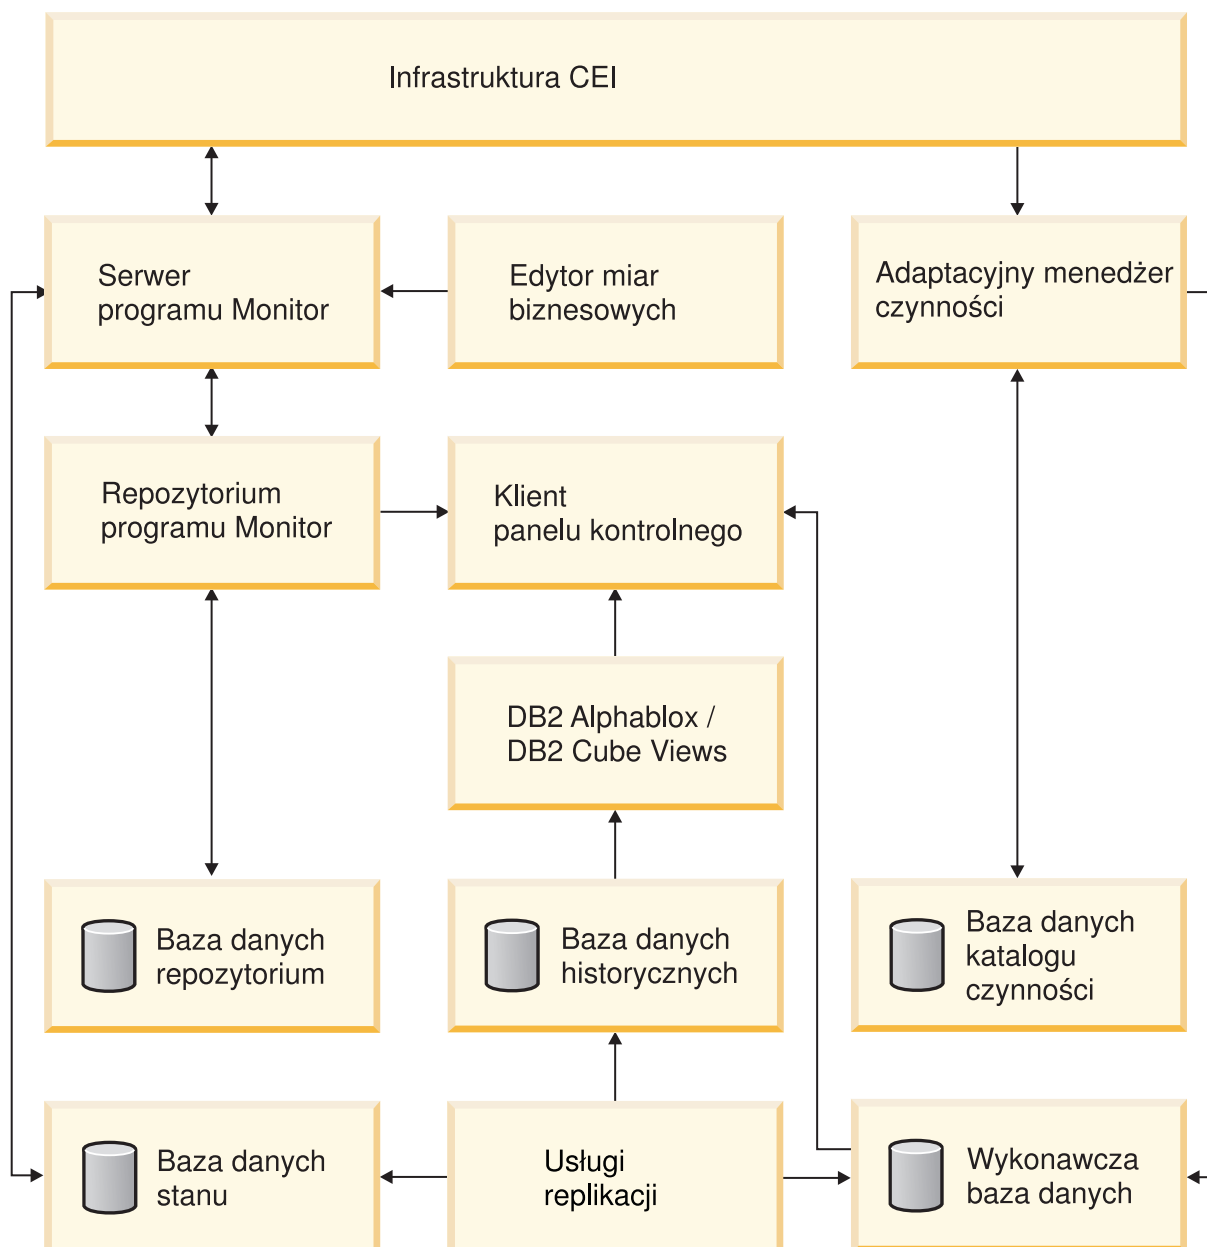 Infrastruktura CEI
Serwer
programu Monitor
Edytor miar
biznesowych
Adaptacyjny menedżer
czynności
Repozytorium
programu Monitor
Klient
panelu kontrolnego
DB2 Alphablox /
DB2 Cube Views
Baza danych
repozytorium
Baza danych
historycznych
Baza danych
katalogu
czynności
Baza danych
stanu
Usługi
replikacji
Wykonawcza
baza danych